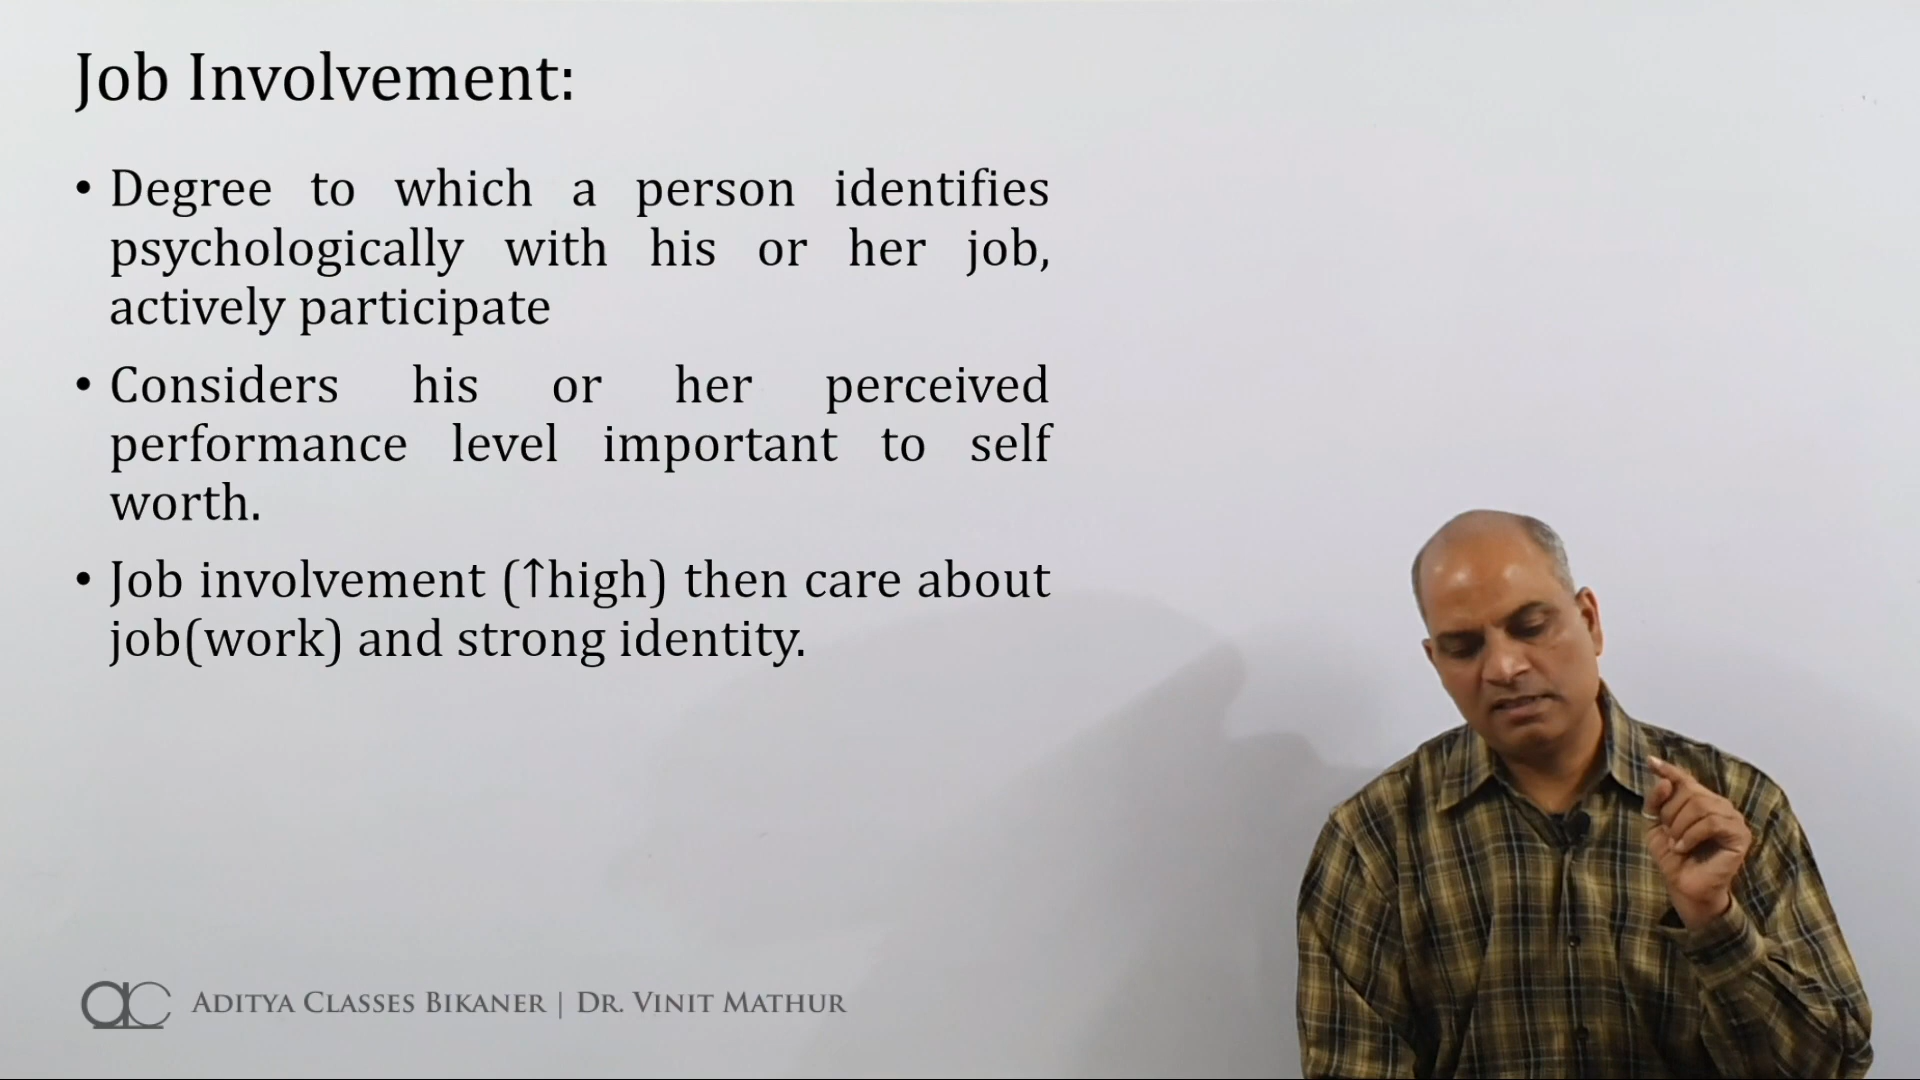 Job Involvement:
• Degree to which a person identifies
psychologically with his or her job,
actively participate
• Considers his or her perceived
performance level important to self
worth.
• Job involvement (↑high) then care about
job(work) and strong identity.
ac ADITYA CLASSES BIKANER | DR. VINIT MATHUR